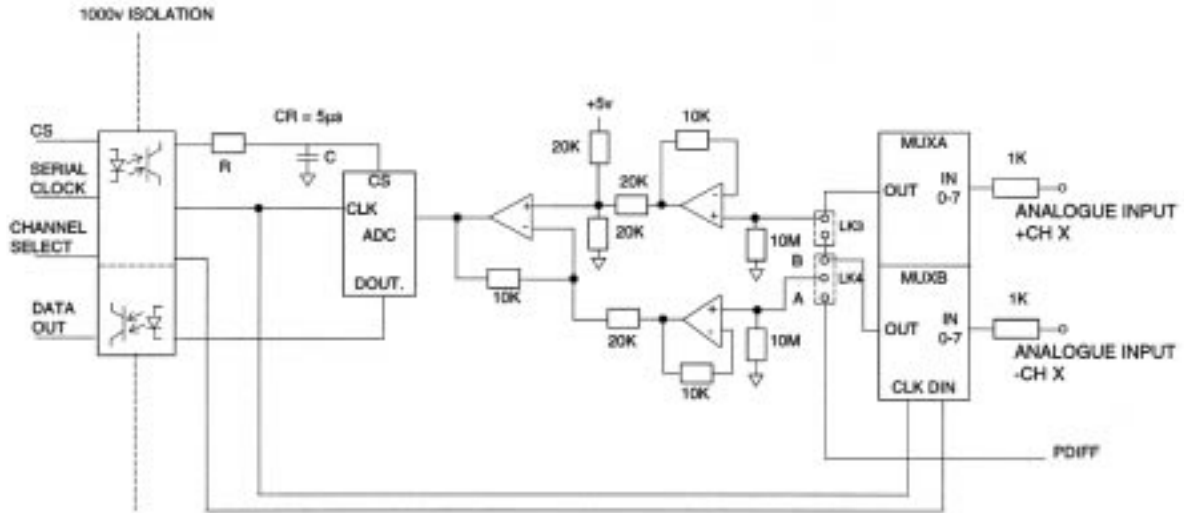 1000v ISOLATION
CS
SERIAL
CLOCK
CHANNEL
SELECT
DATA
OUT
R
CR = 5µs
C
CS
CLK
ADC
DOUT.
10K
+5v
20K
20K
20K
10K
10M
20K
10K
10M
LK3
B
LK4
A
MUXA
OUT
IN
0-7
MUXB
OUT
IN
0-7
CLK DIN
1K
ANALOGUE INPUT
+CH X
1K
ANALOGUE INPUT
-CH X
PDIFF